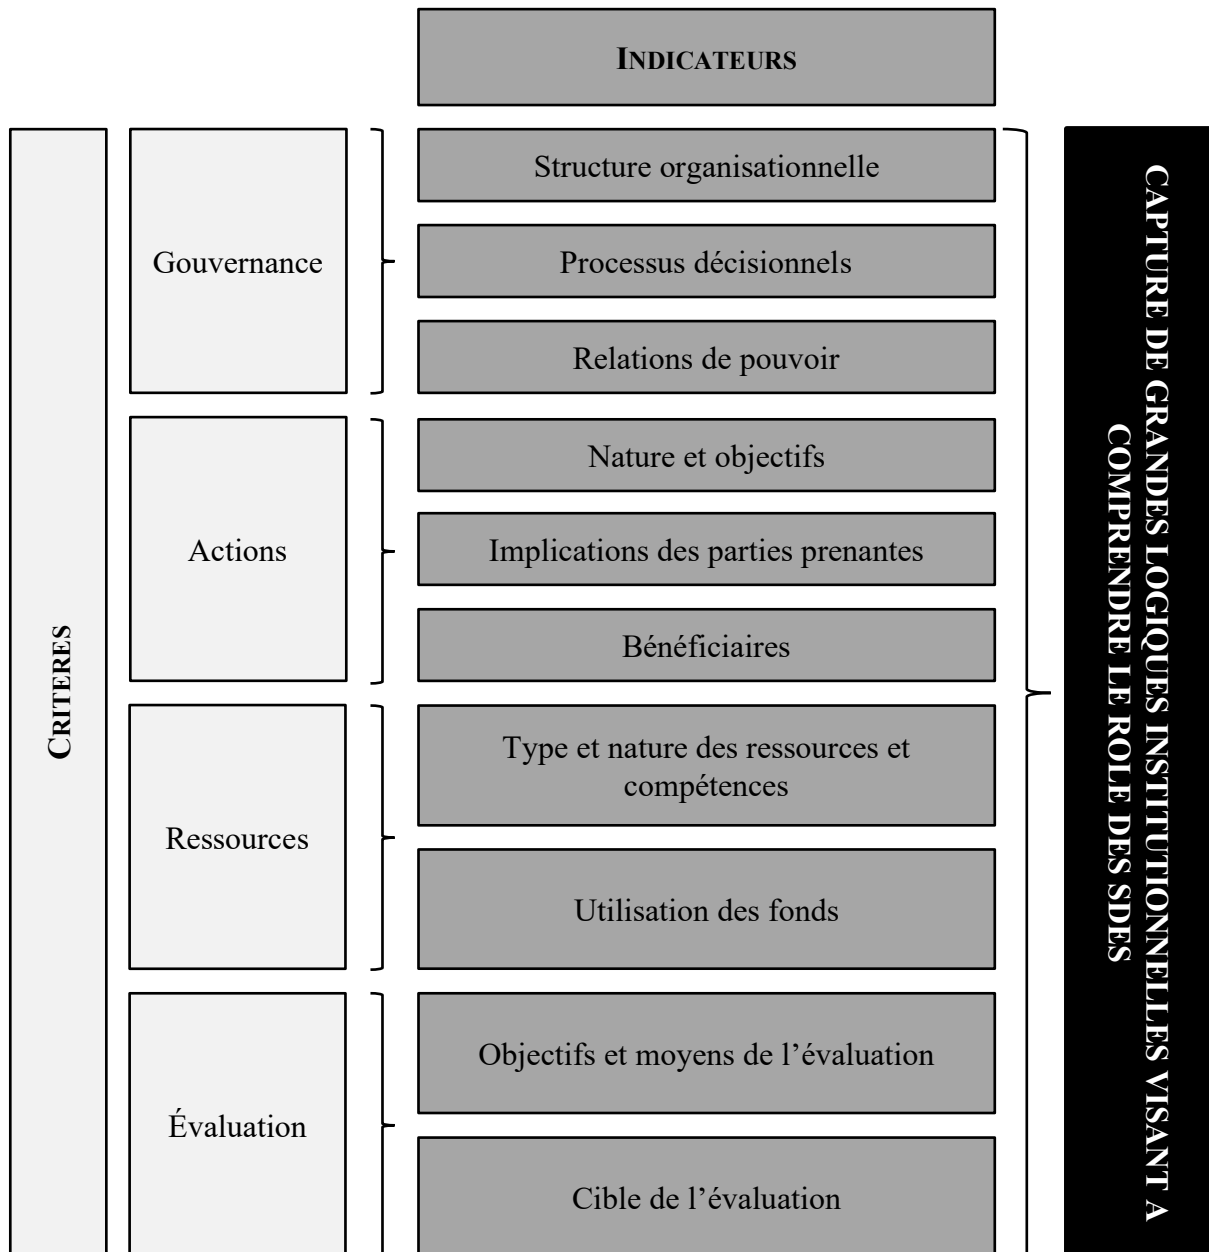 INDICATEURS
CRITERES
Gouvernance
Structure organisationnelle
Processus décisionnels
Relations de pouvoir
Actions
Nature et objectifs
Implications des parties prenantes
Bénéficiaires
Ressources
Type et nature des ressources et
compétences
Utilisation des fonds
Évaluation
Objectifs et moyens de l’évaluation
Cible de l’évaluation
CAPTURE DE GRANDES LOGIQUES INSTITUTIONNELLES VISANT A
COMPRENDRE LE ROLE DES SDES